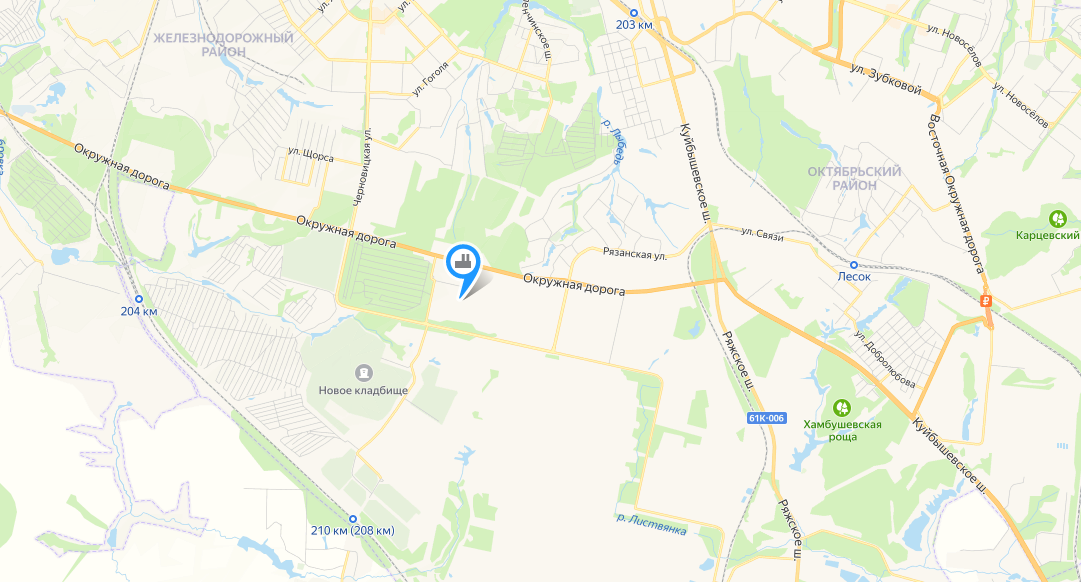 203 км
ЖЕЛЕЗНОДОРОЖНЫЙ
РАЙОН
ул. Новосёлов
ул. Гоголя
ул. Зубковой
ул. Новосёлов
р. Лыбедь
ул. Щорса
Окружная дорога
Черновицкая ул.
Куйбышевское ш.
ОКТЯБРЬСКИЙ
РАЙОН
Восточная Окружная дорога
Карцевский
Окружная дорога
ул. Связи
Рязанская ул.
Лесок
Окружная дорога
204 км
ул. Добролюбова
Ряжское ш.
Новое кладбище
61К-006
Хамбушевская
роща
Куйбышевское ш.
210 км (208 км)
р. Листвянка
Ряжское ш.